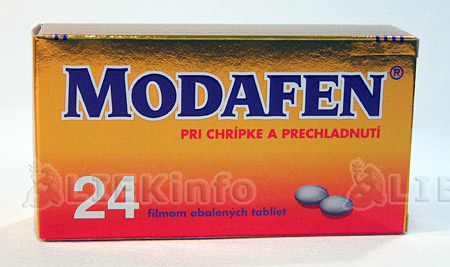 MODAFEN®
PRI CHRÍPKE A PRECHLADNUTÍ
24
filmom obalených tabliet